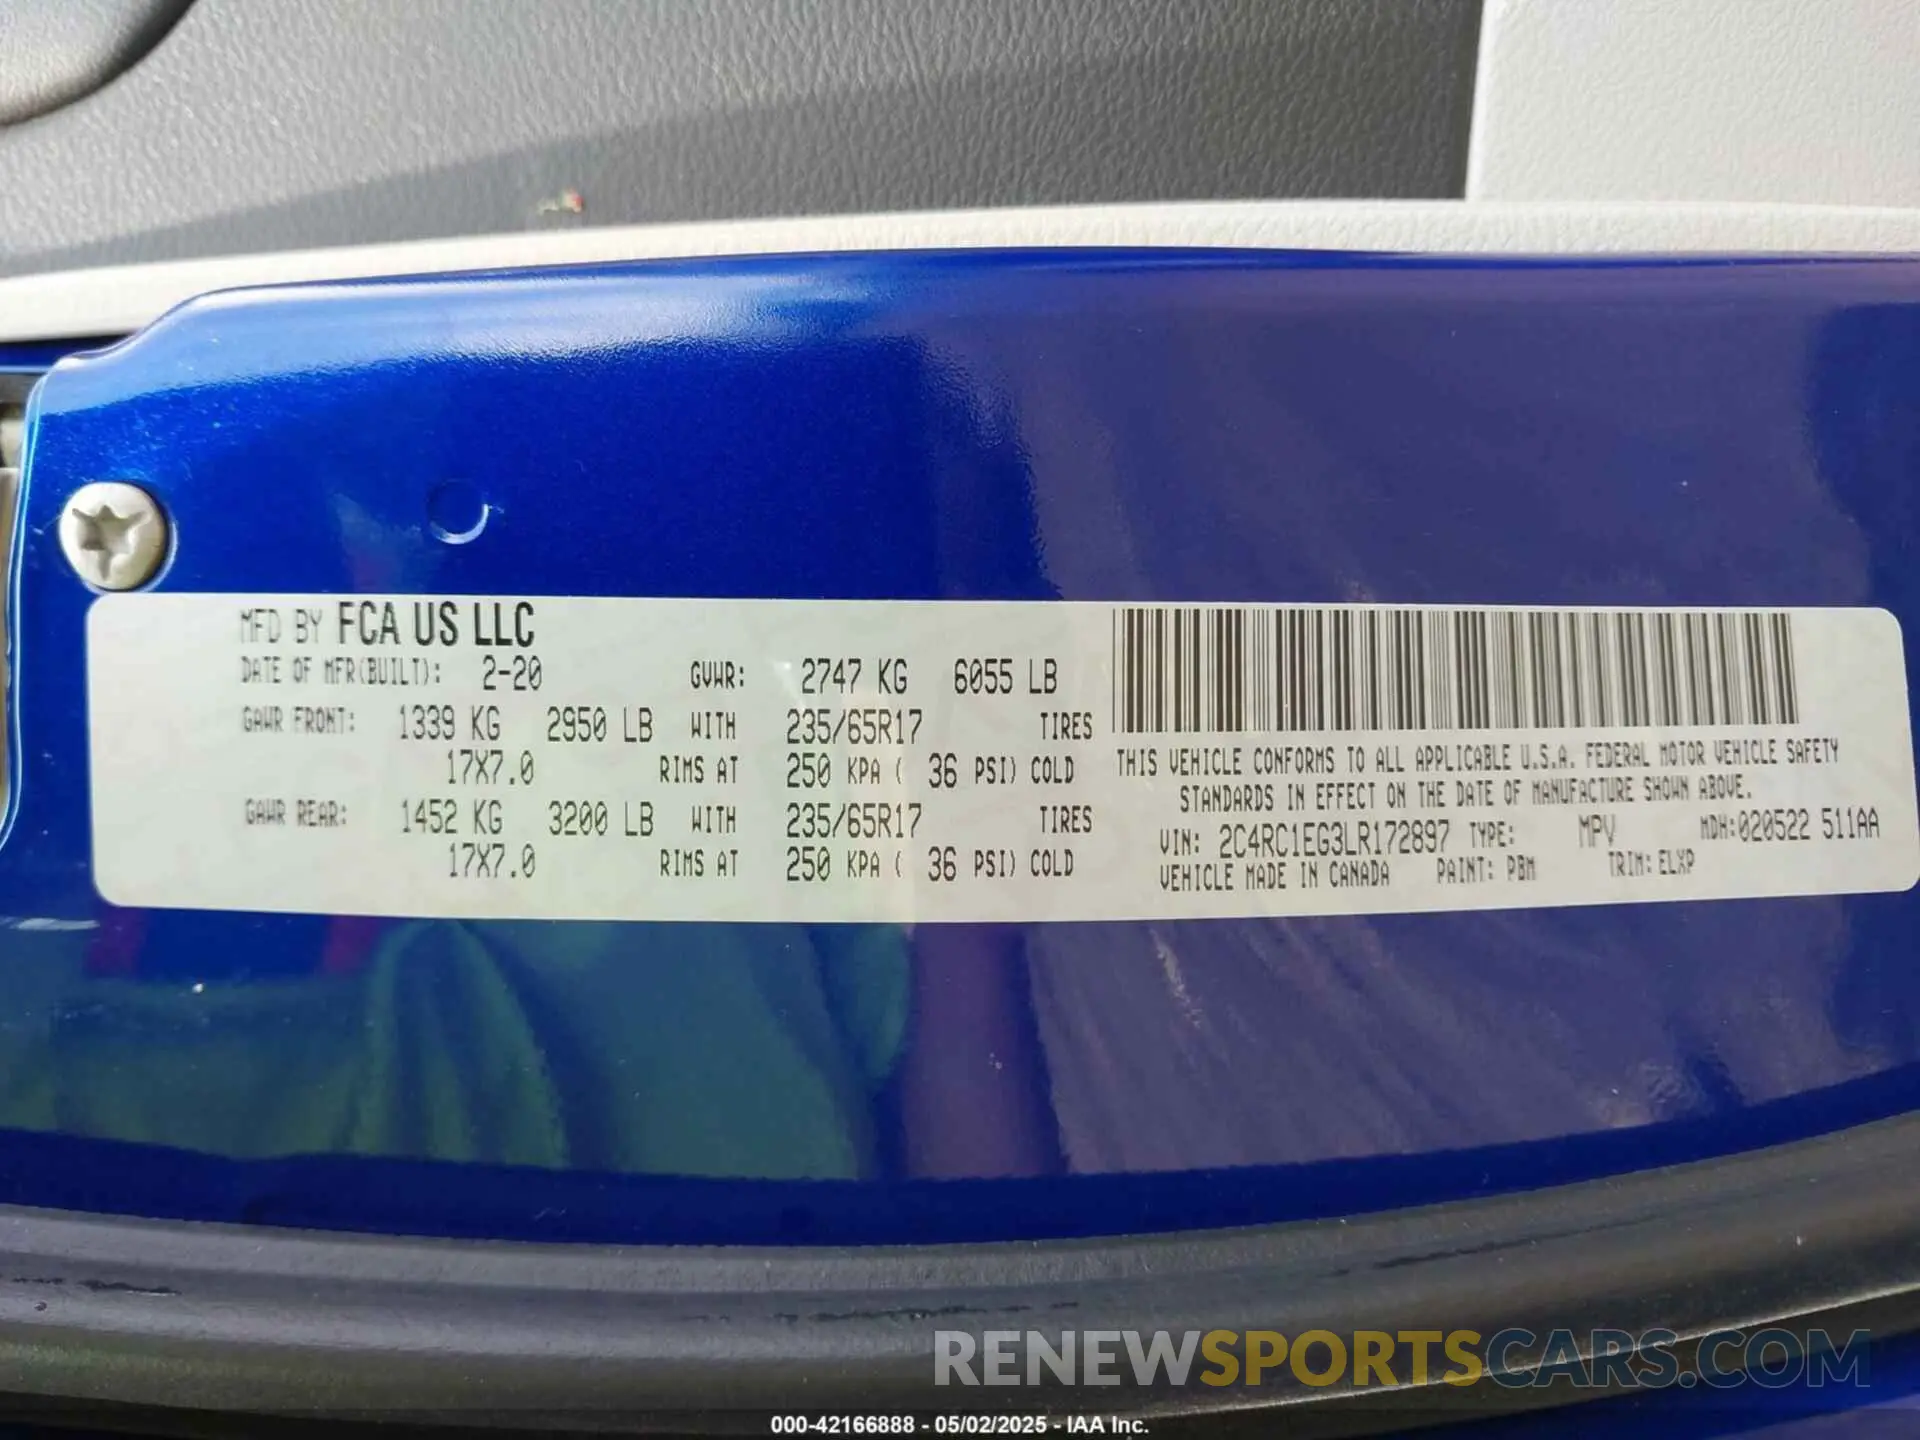 MFD BY FCA US LLC
DATE OF MFR(BUILT): 2-20 GVWR: 2747 KG 6055 LB
GAWR FRONT: 1339 KG 2950 LB WITH 235/65R17 TIRES
17X7.0 RIMS AT 250 KPA ( 36 PSI) COLD
GAWR REAR: 1452 KG 3200 LB WITH 235/65R17 TIRES
17X7.0 RIMS AT 250 KPA ( 36 PSI) COLD
THIS VEHICLE CONFORMS TO ALL APPLICABLE U.S.A. FEDERAL MOTOR VEHICLE SAFETY
STANDARDS IN EFFECT ON THE DATE OF MANUFACTURE SHOWN ABOVE.
VIN: 2C4RC1EG3LR172897 TYPE: MPV MDH:020522 511AA
VEHICLE MADE IN CANADA PAINT: PBM TRIM: ELXP
RENEWSPORTSCARS.COM
000-42166888 - 05/02/2025 - IAA Inc.